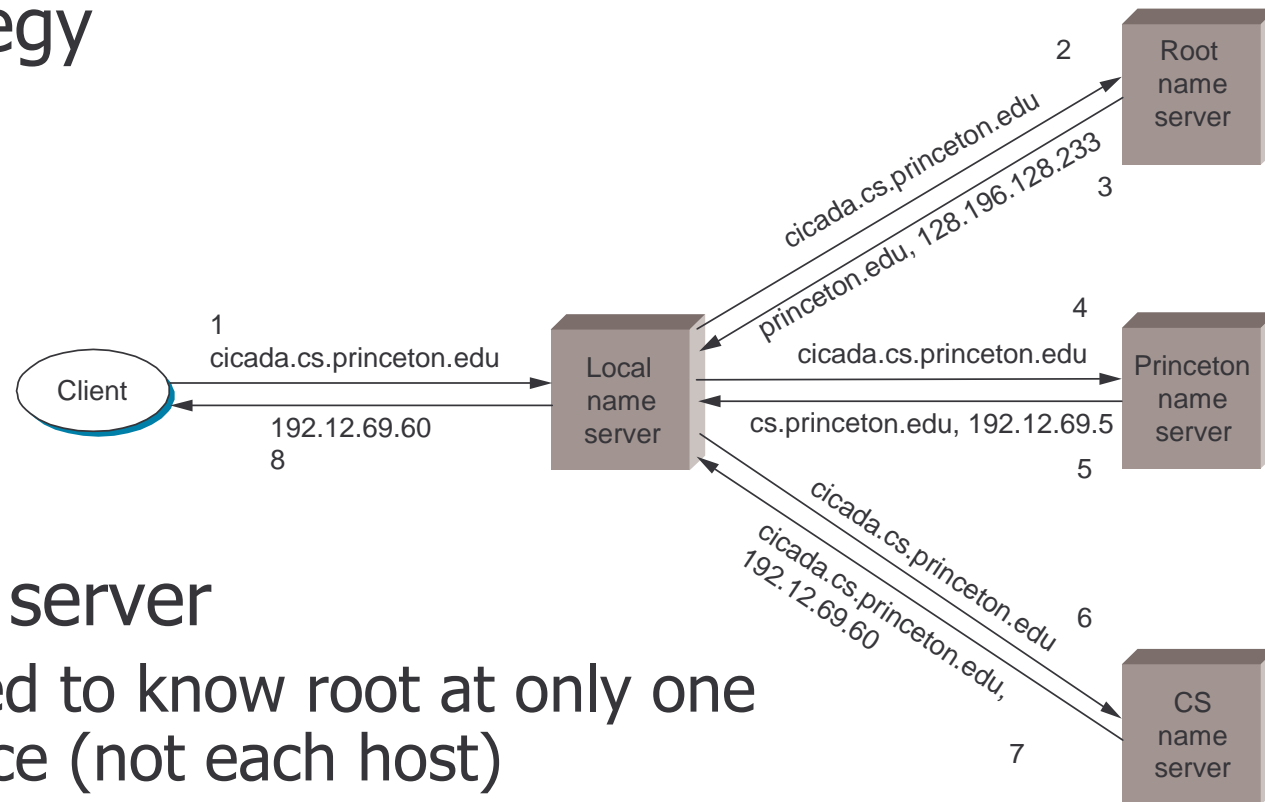 egy
2
Root
name
server
cicada.cs.princeton.edu
princeton.edu, 128.196.128.233
3
1
cicada.cs.princeton.edu
Client
192.12.69.60
8
Local
name
server
4
cicada.cs.princeton.edu
Princeton
name
server
cs.princeton.edu, 192.12.69.5
5
cicada.cs.princeton.edu
cicada.cs.princeton.edu,
192.12.69.60
6
7
CS
name
server
server
ed to know root at only one
ce (not each host)